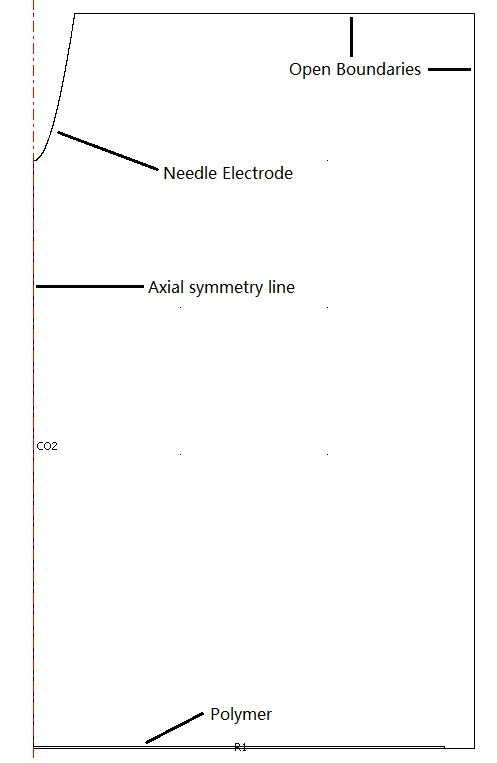 Open Boundaries
Needle Electrode
Axial symmetry line
CO2
Polymer
R1